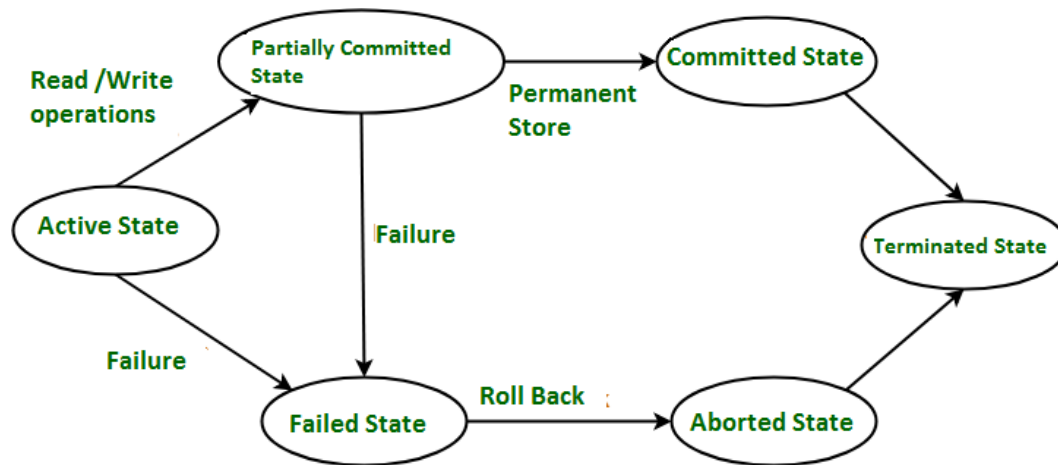 Partially Committed
State
Committed State
Read /Write
operations
Permanent
Store
Active State
Failure
Terminated State
Failure
Roll Back
Failed State
Aborted State